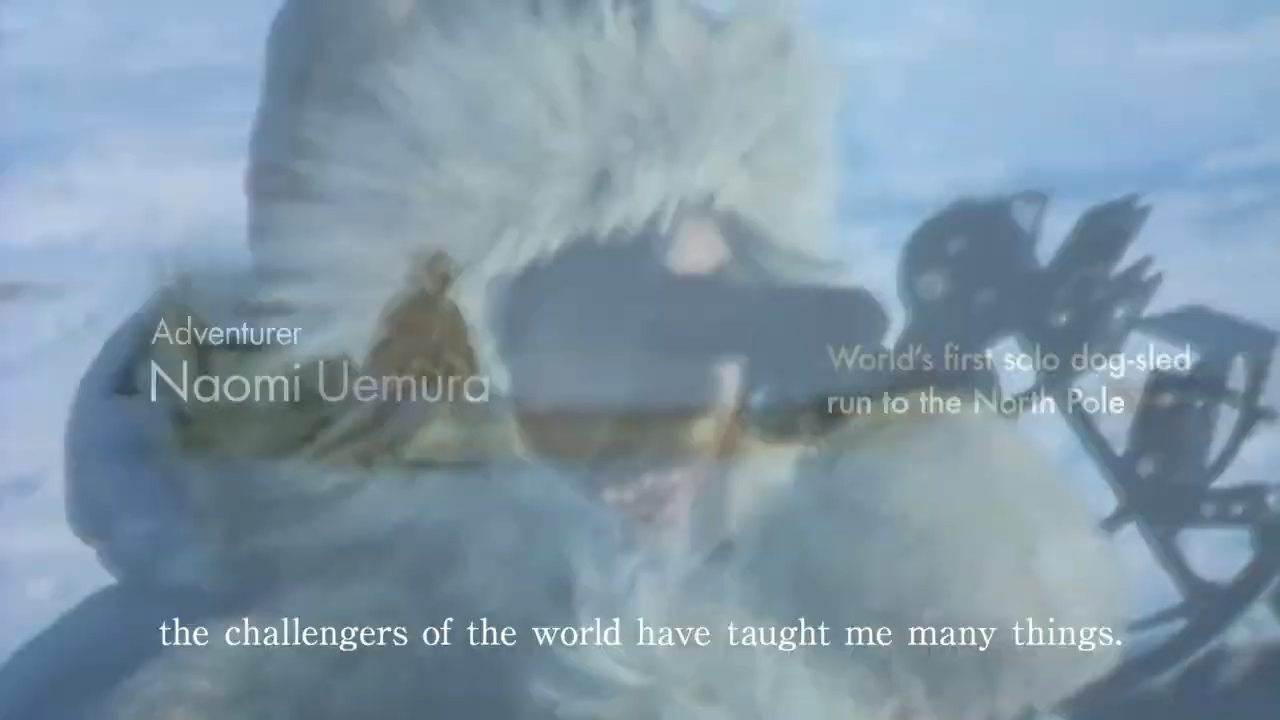 Adventurer
Naomi Uemura
World's first solo dog-sled
run to the North Pole
the challengers of the world have taught me many things.